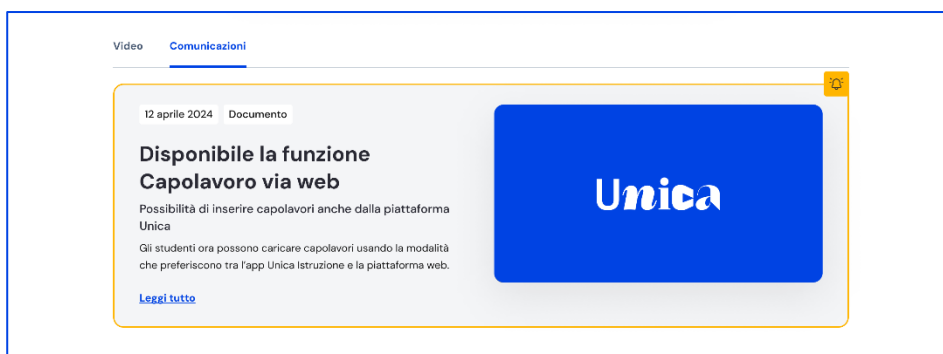 Video Comunicazioni
12 aprile 2024 Documento
Disponibile la funzione
Capolavoro via web
Possibilità di inserire capolavori anche dalla piattaforma
Unica
Gli studenti ora possono caricare capolavori usando la modalità
che preferiscono tra l'app Unica Istruzione e la piattaforma web.
Leggi tutto
Unica